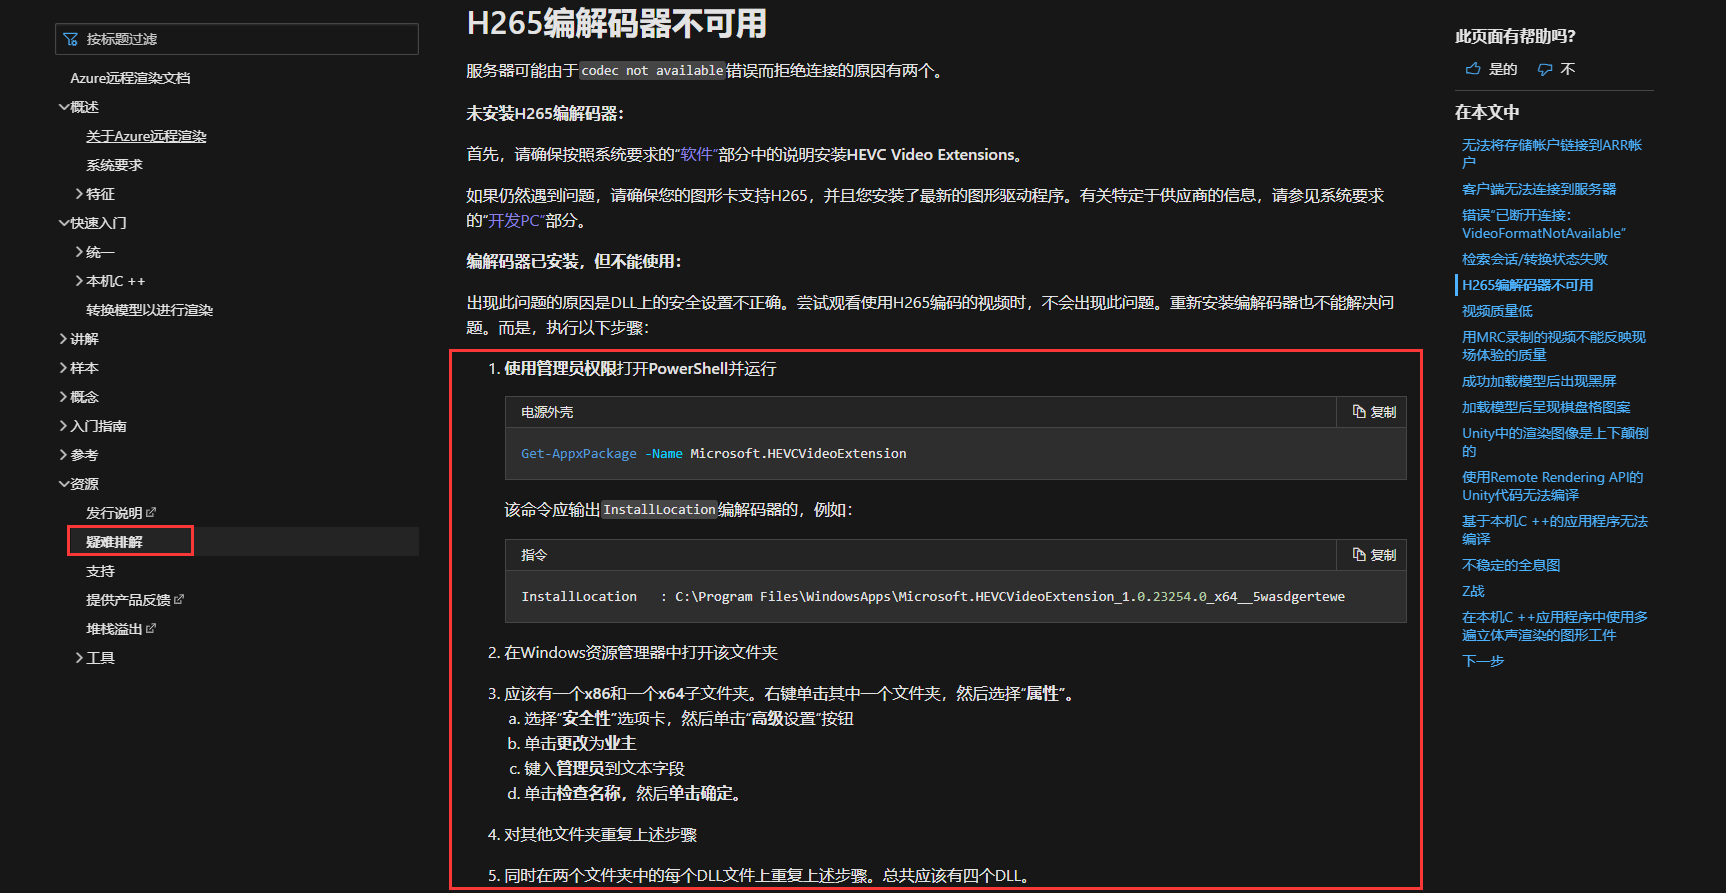 按标题过滤
Azure远程渲染文档
概述
关于Azure远程渲染
系统要求
特征
快速入门
统一
本机C ++
转换模型以进行渲染
讲解
样本
概念
入门指南
参考
资源
发行说明
疑难排解
支持
提供产品反馈
堆栈溢出
工具
H265编解码器不可用
服务器可能由于codec not available错误而拒绝连接的原因有两个。
未安装H265编解码器：
首先，请确保按照系统要求的“软件”部分中的说明安装HEVC Video Extensions。
如果仍然遇到问题，请确保您的图形卡支持H265，并且您安装了最新的图形驱动程序。有关特定于供应商的信息，请参见系统要求
的“开发PC”部分。
编解码器已安装，但不能使用：
出现此问题的原因是DLL上的安全设置不正确。尝试观看使用H265编码的视频时，不会出现此问题。重新安装编解码器也不能解决问
题。而是，执行以下步骤：
1. 使用管理员权限打开PowerShell并运行
电源外壳 复制
Get-AppxPackage -Name Microsoft.HEVCVideoExtension
该命令应输出InstallLocation编解码器的，例如：
指令 复制
InstallLocation : C:\Program Files\WindowsApps\Microsoft.HEVCVideoExtension_1.0.23254.0_x64__5wasdgertewe
2. 在Windows资源管理器中打开该文件夹
3. 应该有一个x86和一个x64子文件夹。右键单击其中一个文件夹，然后选择“属性”。
a. 选择“安全性”选项卡，然后单击“高级设置”按钮
b. 单击更改为业主
c. 键入管理员到文本字段
d. 单击检查名称，然后单击确定。
4. 对其他文件夹重复上述步骤
5. 同时在两个文件夹中的每个DLL文件上重复上述步骤。总共应该有四个DLL。
此页面有帮助吗？
是的 不
在本文中
无法将存储帐户链接到ARR帐
户
客户端无法连接到服务器
错误“已断开连接：
VideoFormatNotAvailable”
检索会话/转换状态失败
H265编解码器不可用
视频质量低
用MRC录制的视频不能反映现
场体验的质量
成功加载模型后出现黑屏
加载模型后呈现棋盘格图案
Unity中的渲染图像是上下颠倒
的
使用Remote Rendering API的
Unity代码无法编译
基于本机C ++的应用程序无法
编译
不稳定的全息图
Z战
在本机C ++应用程序中使用多
遍立体声渲染的图形工件
下一步